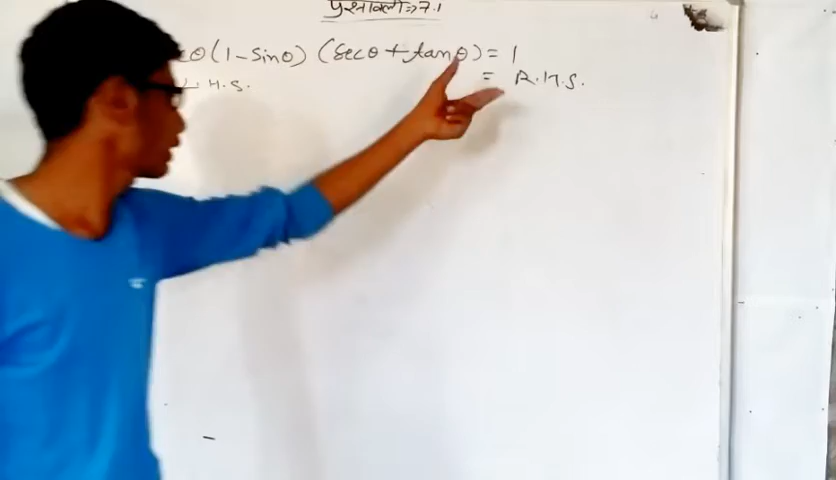 प्रश्नावली⇒7.1
θ(1-sinθ) (secθ+tanθ)=1
L.H.S. = R.H.S.